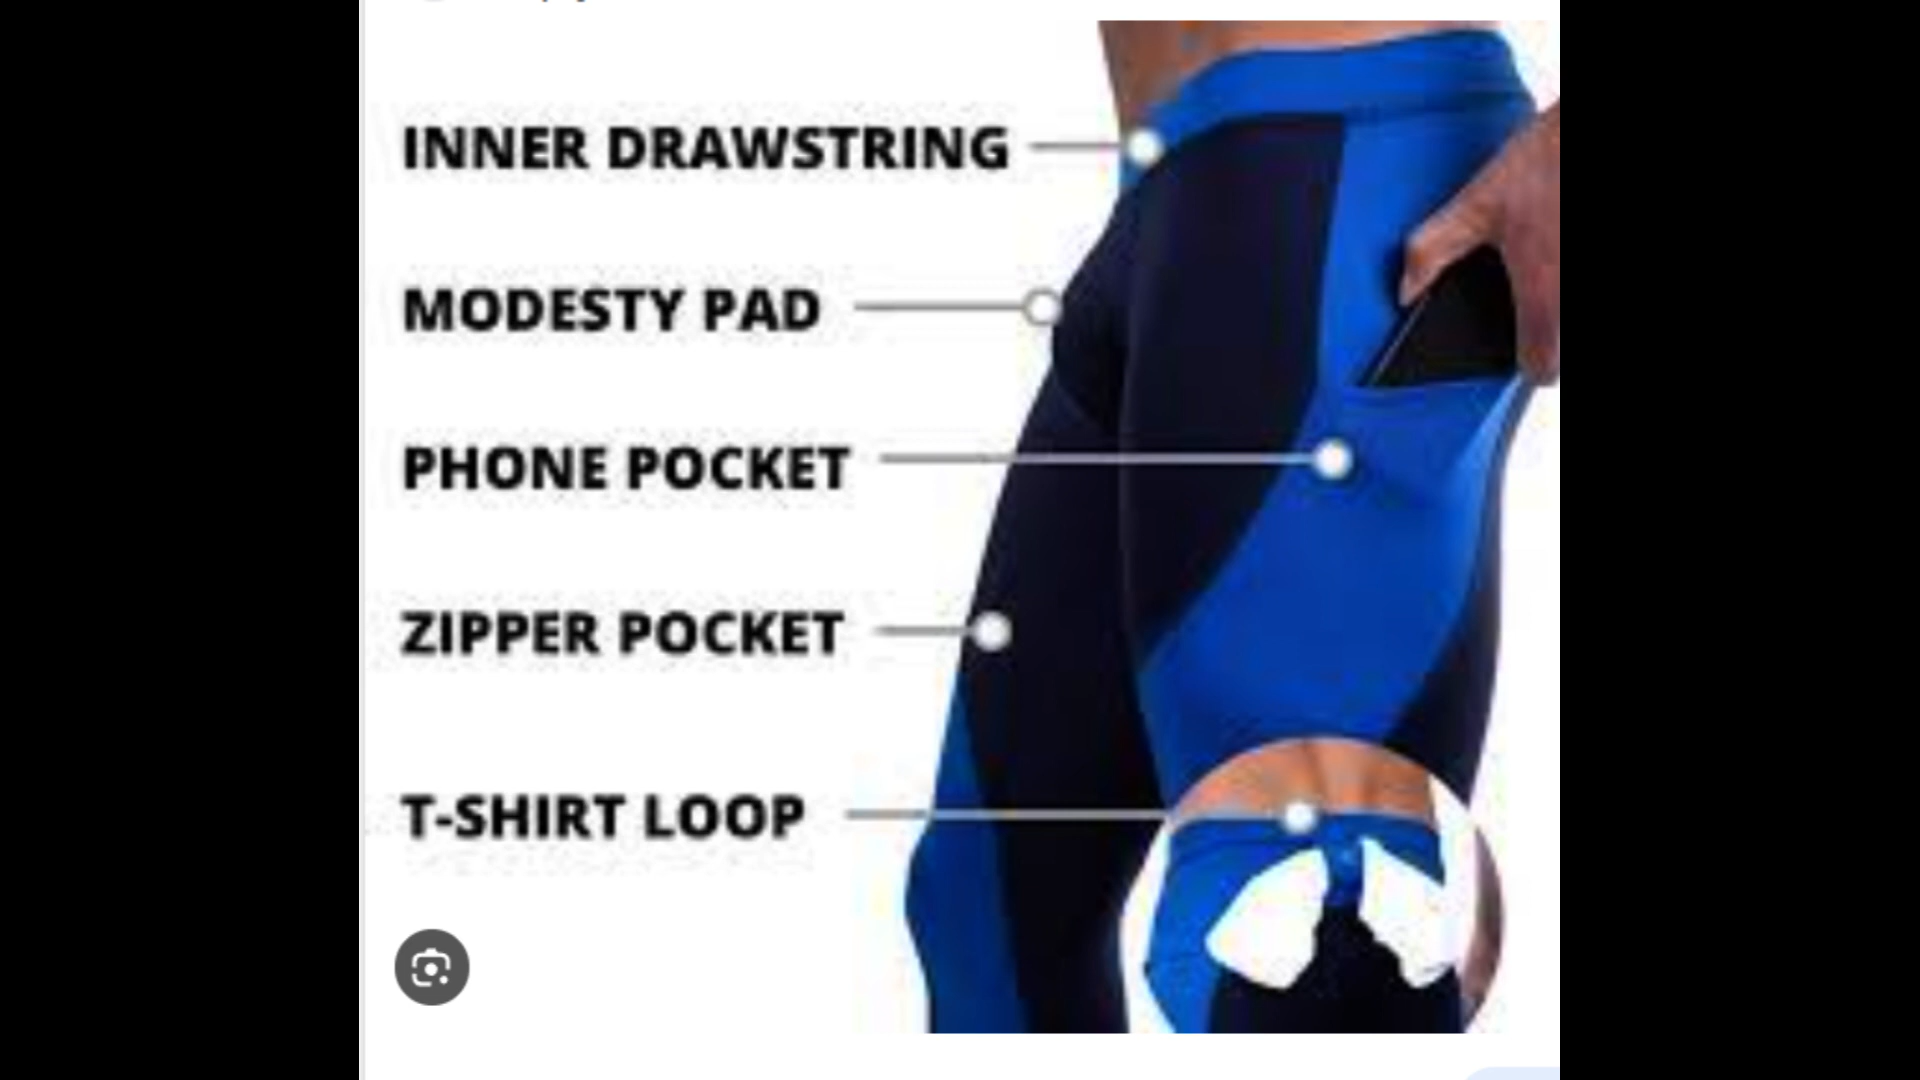 INNER DRAWSTRING
MODESTY PAD
PHONE POCKET
ZIPPER POCKET
T-SHIRT LOOP